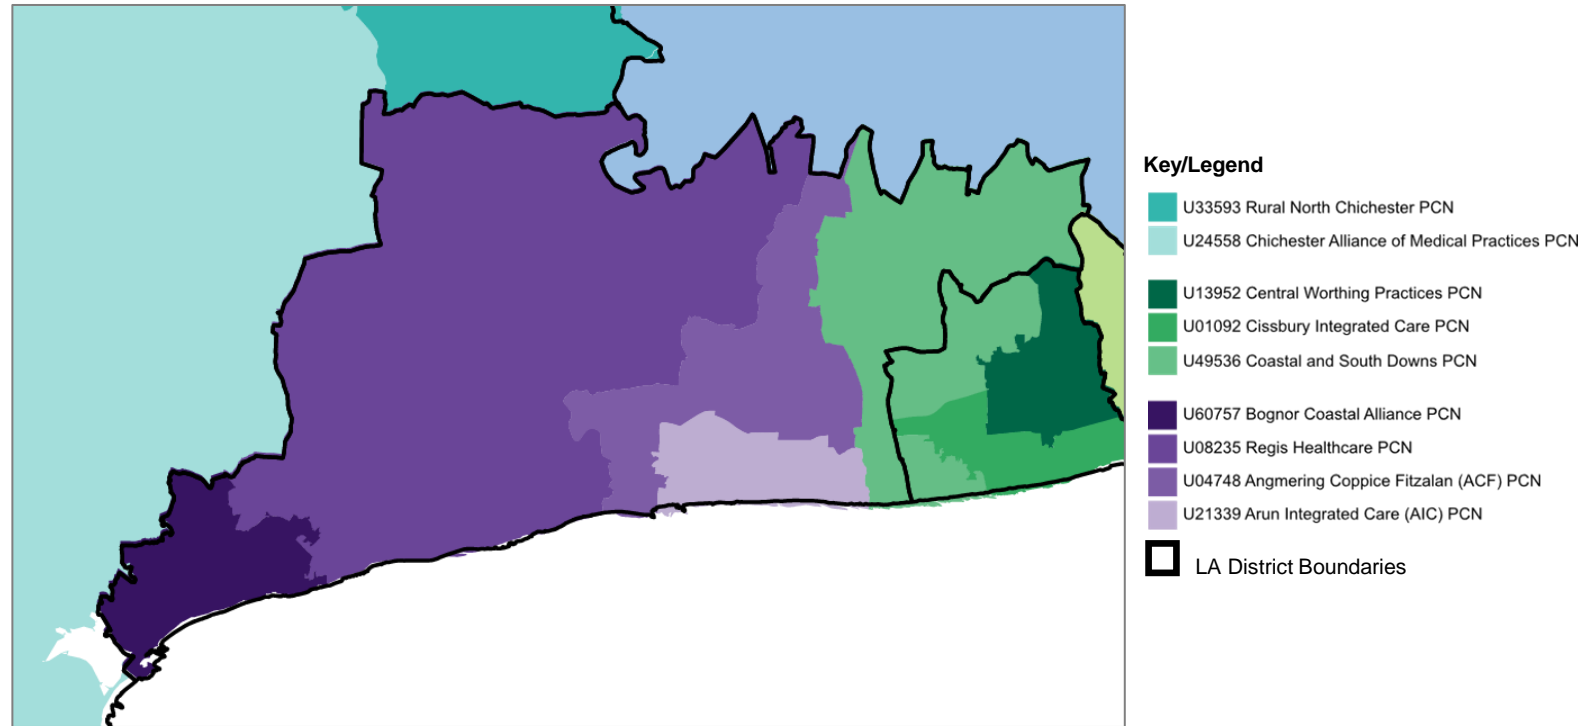 Key/Legend
U33593 Rural North Chichester PCN
U24558 Chichester Alliance of Medical Practices PCN
U13952 Central Worthing Practices PCN
U01092 Cissbury Integrated Care PCN
U49536 Coastal and South Downs PCN
U60757 Bognor Coastal Alliance PCN
U08235 Regis Healthcare PCN
U04748 Angmering Coppice Fitzalan (ACF) PCN
U21339 Arun Integrated Care (AIC) PCN
LA District Boundaries